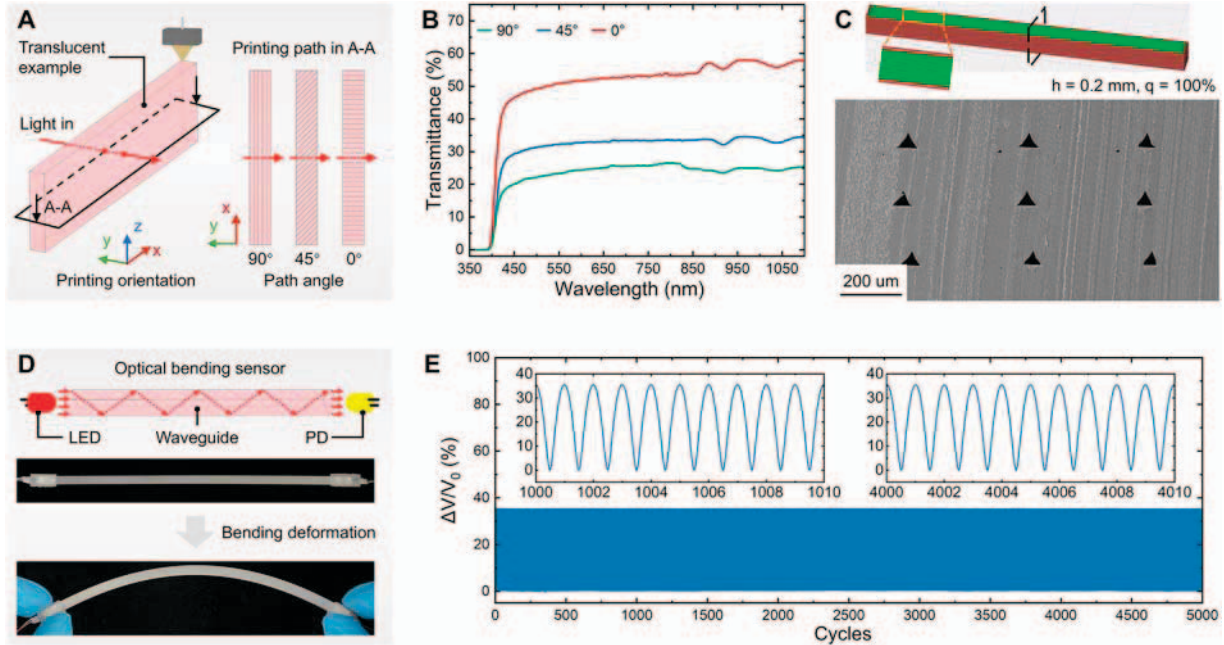 A
Translucent
example
Printing path in A-A
Light in
A-A
z
y
x
x
y
90°
45°
0°
Printing orientation
Path angle
B
90°
45°
0°
Transmittance (%)
70
60
50
40
30
20
10
0
350
450
550
650
750
850
950
1050
Wavelength (nm)
C
1
h = 0.2 mm, q = 100%
200 um
D
Optical bending sensor
LED
Waveguide
PD
Bending deformation
E
ΔV/V₀ (%)
100
80
60
40
20
0
40
30
20
10
0
1000
1002
1004
1006
1008
1010
40
30
20
10
0
4000
4002
4004
4006
4008
4010
0
500
1000
1500
2000
2500
3000
3500
4000
4500
5000
Cycles